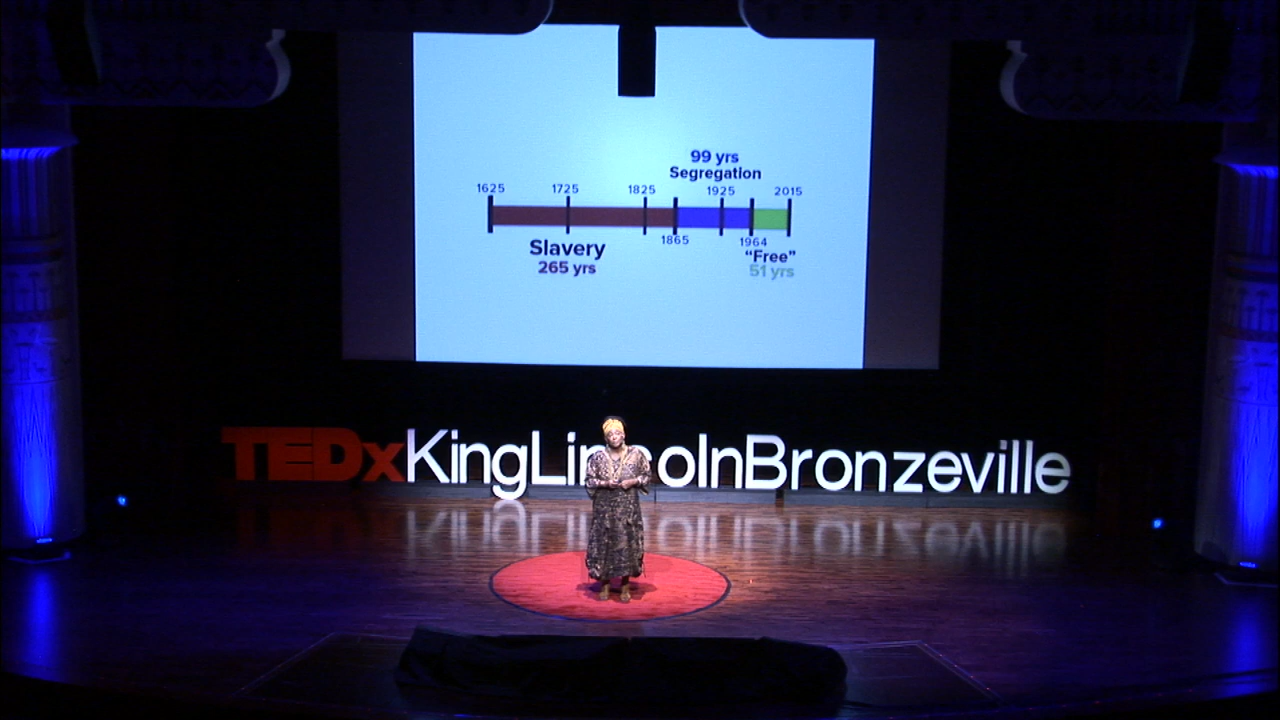 99 yrs
Segregation
1625 1725 1825 1925 2015
1865 1964
Slavery
265 yrs
“Free”
51 yrs
TEDxKingLincolnBronzeville